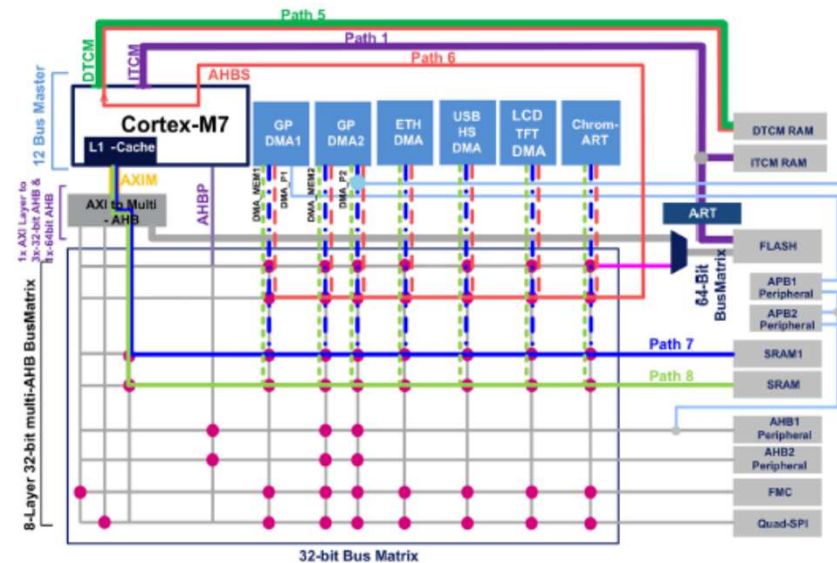 Path 5
Path 1
Path 6
DTCM
ITCM
AHBS
12 Bus Master
Cortex-M7
L1 -Cache
GP
DMA1
GP
DMA2
ETH
DMA
USB
HS
DMA
LCD
TFT
DMA
Chrom-
ART
DTCM RAM
ITCM RAM
AXIM
AHBP
DMA_MEM1
DMA_P1
DMA_MEM2
DMA_P2
AXI to Multi
- AHB
1x AXI Layer to
3x-32-bit AHB &
1x-64bit AHB
ART
FLASH
64-Bit
BusMatrix
APB1
Peripheral
APB2
Peripheral
8-Layer 32-bit multi-AHB BusMatrix
Path 7
SRAM1
Path 8
SRAM
AHB1
Peripheral
AHB2
Peripheral
FMC
Quad-SPI
32-bit Bus Matrix